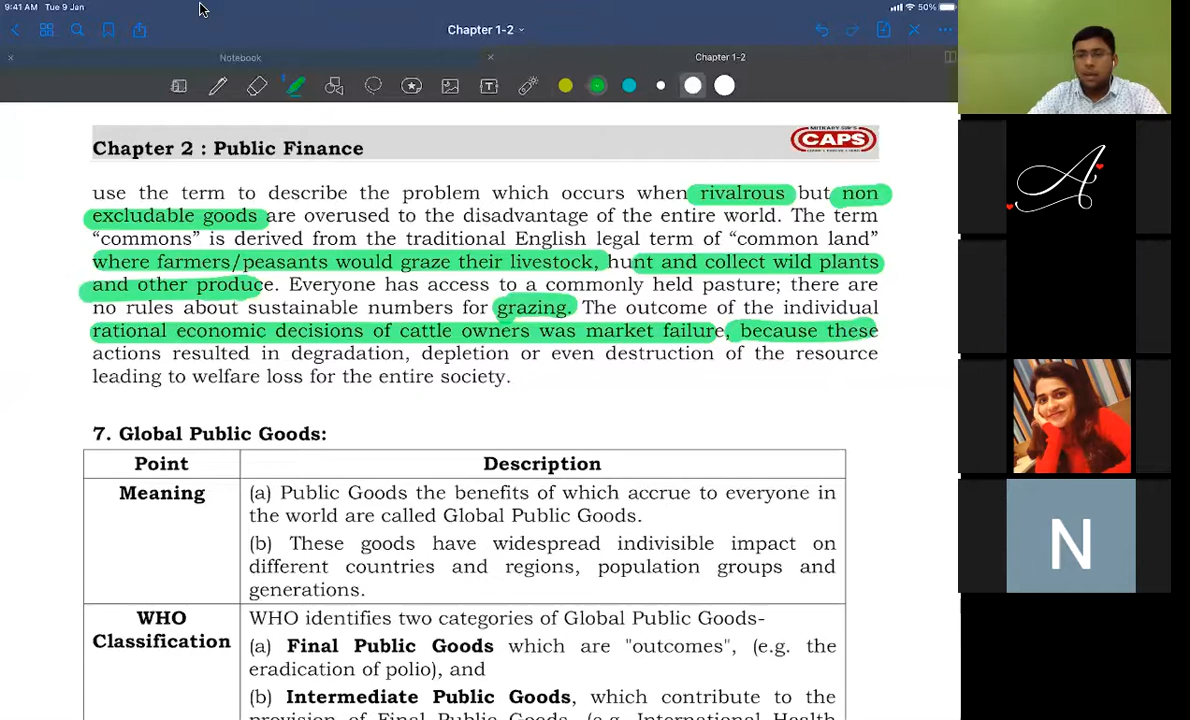 9:41 AM Tue 9 Jan
50%
Chapter 1-2
Notebook
Chapter 1-2
Chapter 2 : Public Finance
CAPS
use the term to describe the problem which occurs when rivalrous but non
excludable goods are overused to the disadvantage of the entire world. The term
“commons” is derived from the traditional English legal term of “common land”
where farmers/peasants would graze their livestock, hunt and collect wild plants
and other produce. Everyone has access to a commonly held pasture; there are
no rules about sustainable numbers for grazing. The outcome of the individual
rational economic decisions of cattle owners was market failure, because these
actions resulted in degradation, depletion or even destruction of the resource
leading to welfare loss for the entire society.
7. Global Public Goods:
Point Description
Meaning (a) Public Goods the benefits of which accrue to everyone in
the world are called Global Public Goods.
(b) These goods have widespread indivisible impact on
different countries and regions, population groups and
generations.
WHO Classification WHO identifies two categories of Global Public Goods-
(a) Final Public Goods which are "outcomes", (e.g. the
eradication of polio), and
(b) Intermediate Public Goods, which contribute to the
provision of Final Public Goods. (e.g. International Health
A
N